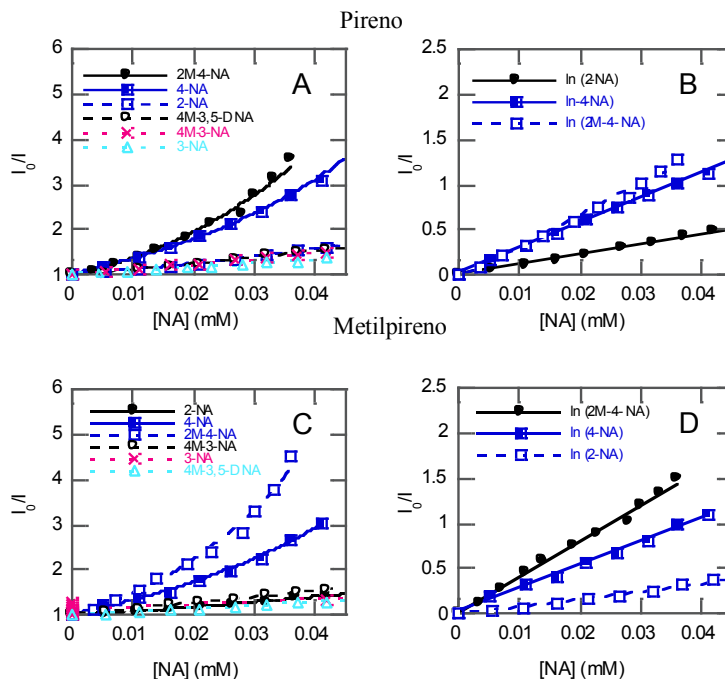 Pireno
A
2M-4-NA
4-NA
2-NA
4M-3,5-DNA
4M-3-NA
3-NA
6
5
4
3
2
1
I0/I
0 0.01 0.02 0.03 0.04
[NA] (mM)
B
ln (2-NA)
ln-4-NA)
ln (2M-4- NA)
2.5
2
1.5
1
0.5
0
I0/I
0 0.01 0.02 0.03 0.04
[NA] (mM)
Metilpireno
C
2-NA
4-NA
2M-4-NA
4M-3-NA
3-NA
4M-3,5-DNA
6
5
4
3
2
1
I0/I
0 0.01 0.02 0.03 0.04
[NA] (mM)
D
ln (2M-4- NA)
ln (4-NA)
ln (2-NA)
2.5
2
1.5
1
0.5
0
I0/I
0 0.01 0.02 0.03 0.04
[NA] (mM)